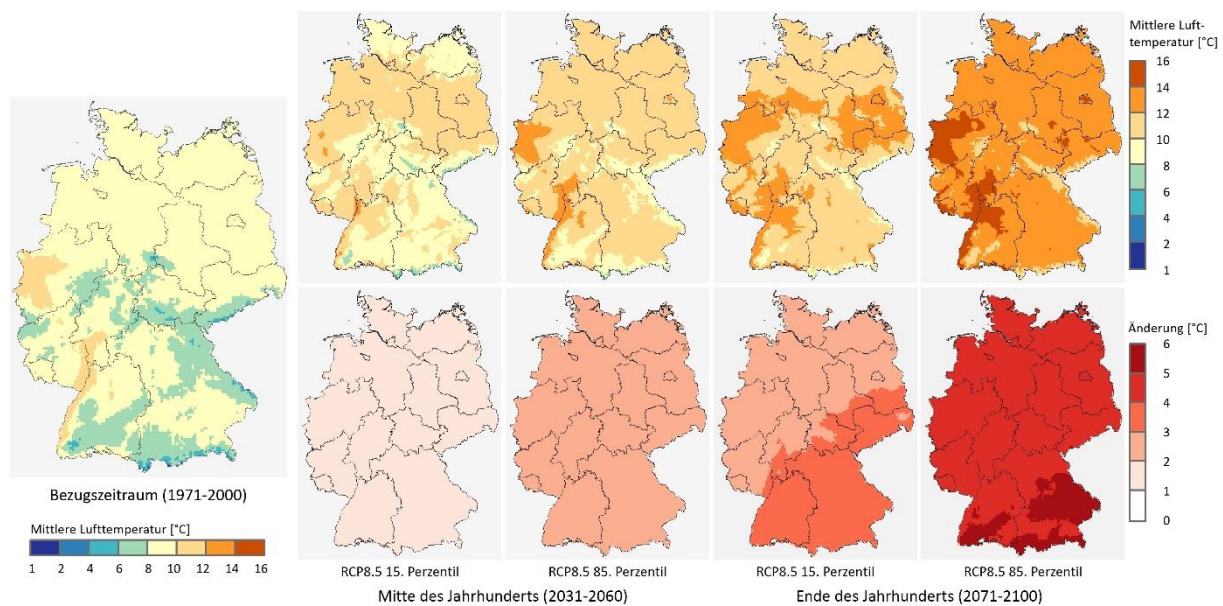 Mittlere Luft-
temperatur [°C]
16
14
12
10
8
6
4
2
1
Bezugszeitraum (1971-2000)
Mittlere Lufttemperatur [°C]
1 2 4 6 8 10 12 14 16
Änderung [°C]
6
5
4
3
2
1
0
RCP8.5 15. Perzentil RCP8.5 85. Perzentil RCP8.5 15. Perzentil RCP8.5 85. Perzentil
Mitte des Jahrhunderts (2031-2060) Ende des Jahrhunderts (2071-2100)